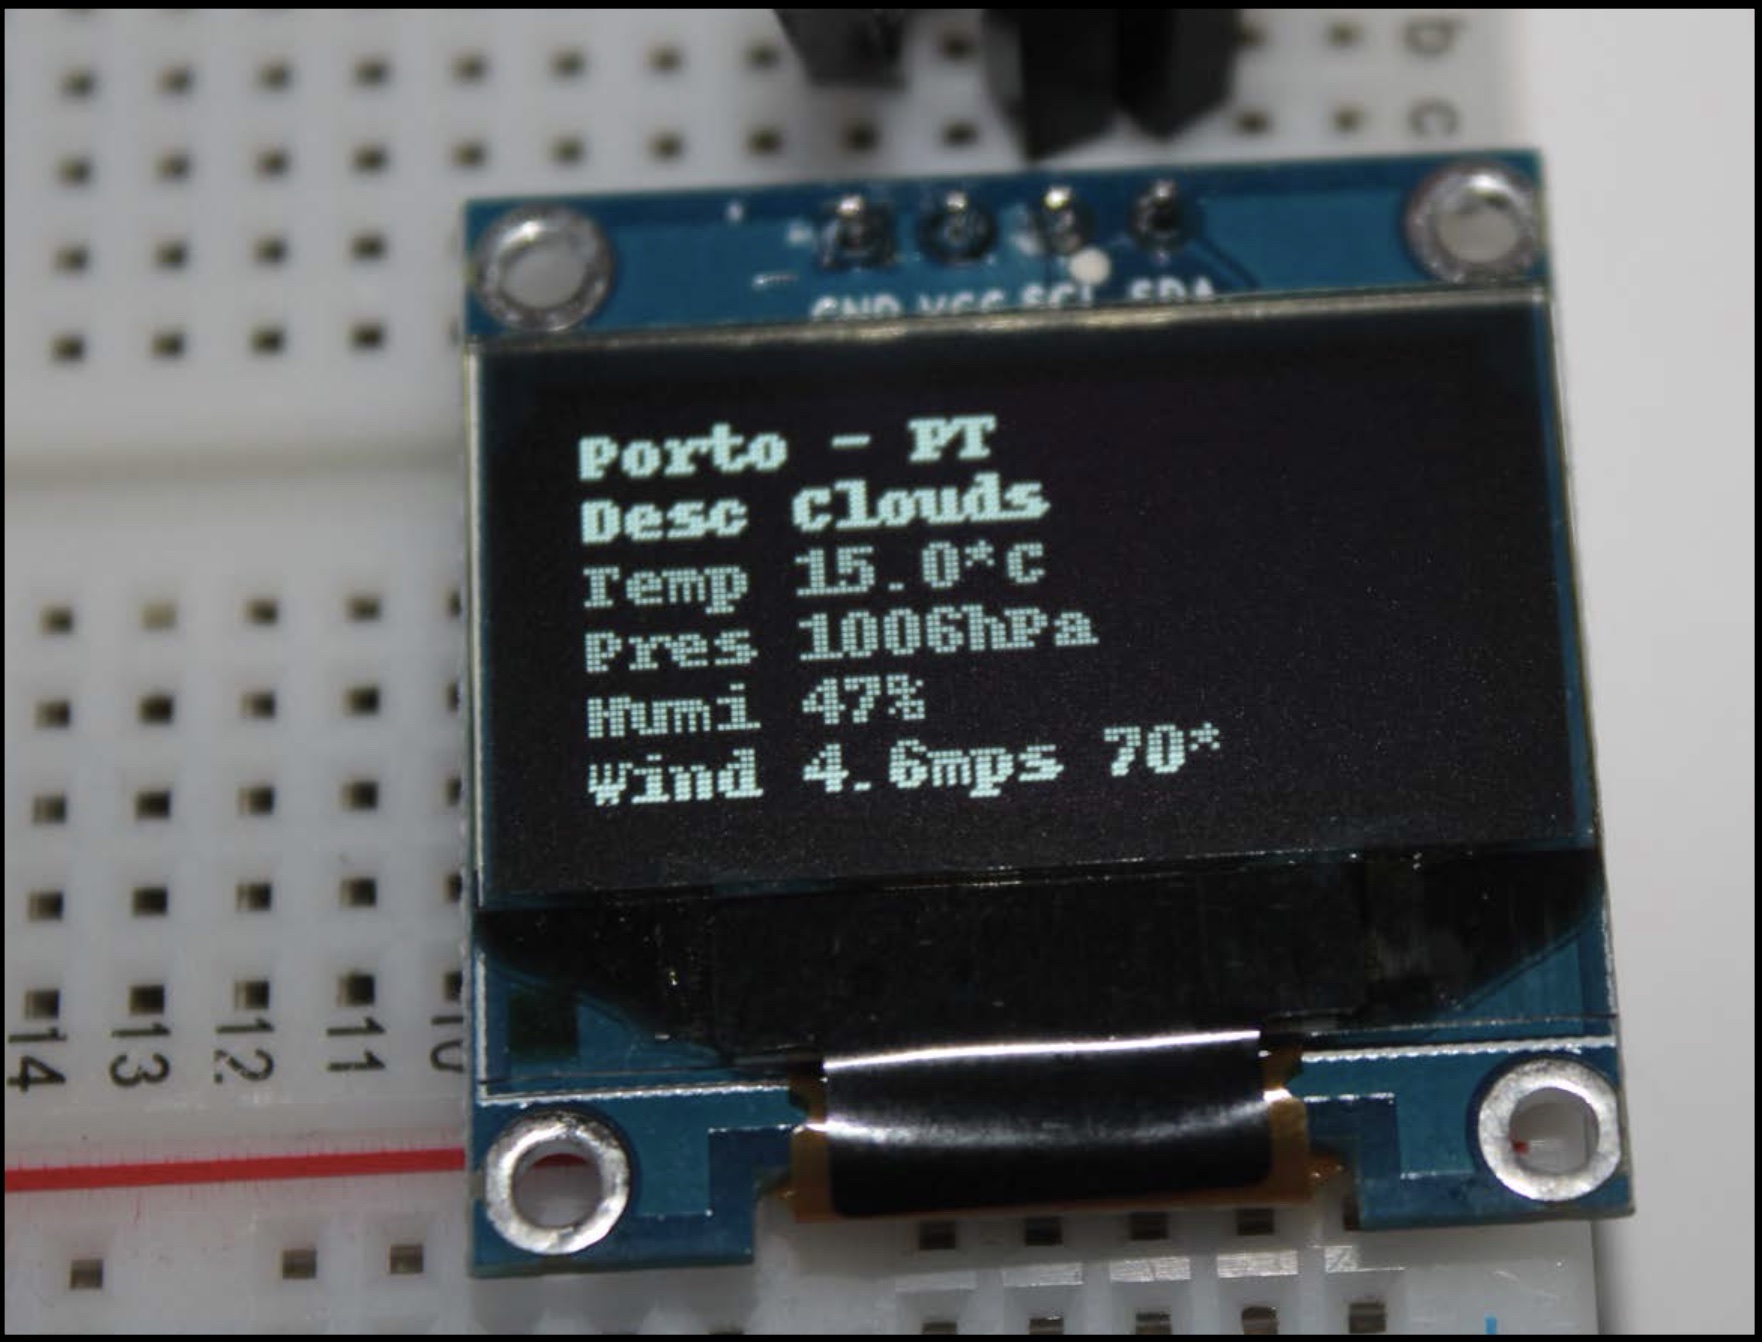 b
c
GND VCC SCL SDA
Porto - PT
Desc Clouds
Temp 15.0*C
Pres 1006hPa
Humi 47%
Wind 4.6mps 70*
14 13 12 11 10